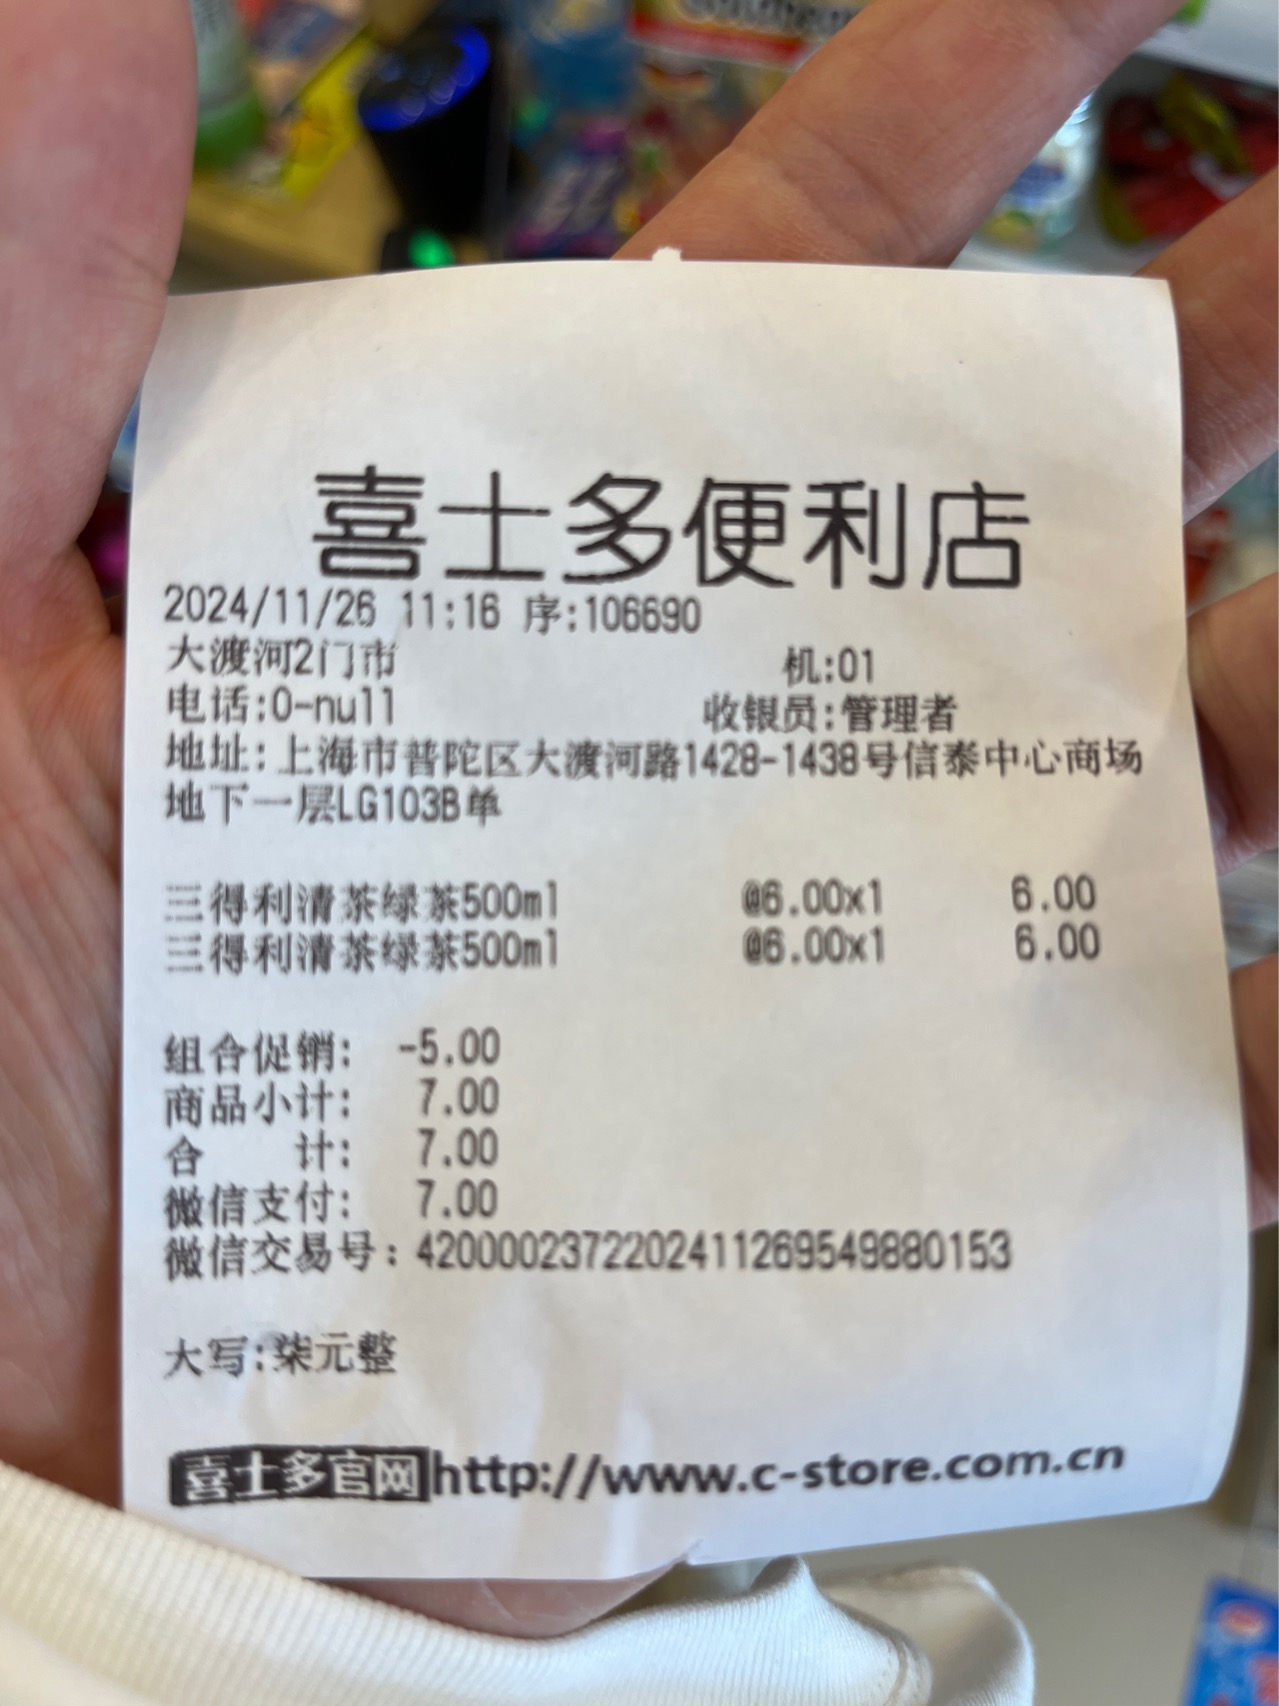 喜士多便利店
2024/11/26 11:16 序:106690
大渡河2门市 机:01
电话:0-null 收银员:管理者
地址:上海市普陀区大渡河路1428-1438号信泰中心商场
地下一层LG103B单
三得利清茶绿茶500ml @6.00x1 6.00
三得利清茶绿茶500ml @6.00x1 6.00
组合促销: -5.00
商品小计: 7.00
合 计: 7.00
微信支付: 7.00
微信交易号:4200002372202411269549880153
大写:柒元整
喜士多官网http://www.c-store.com.cn